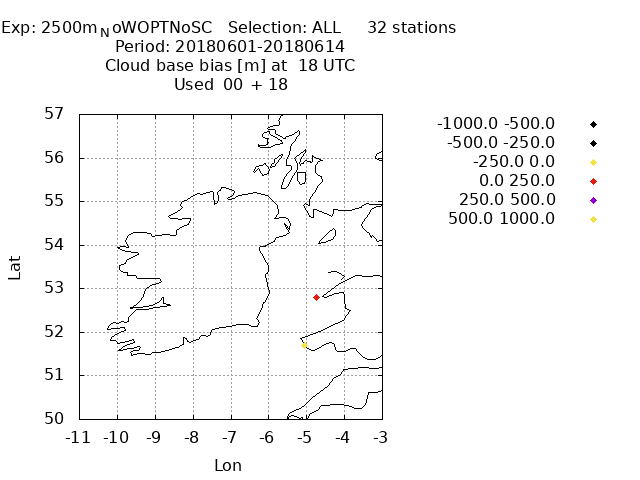 Exp: 2500m_NoWOPTNoSC Selection: ALL 32 stations
Period: 20180601-20180614
Cloud base bias [m] at 18 UTC
Used 00 + 18
-1000.0 -500.0
-500.0 -250.0
-250.0 0.0
0.0 250.0
250.0 500.0
500.0 1000.0
57
56
55
54
53
52
51
50
Lat
-11 -10 -9 -8 -7 -6 -5 -4 -3
Lon